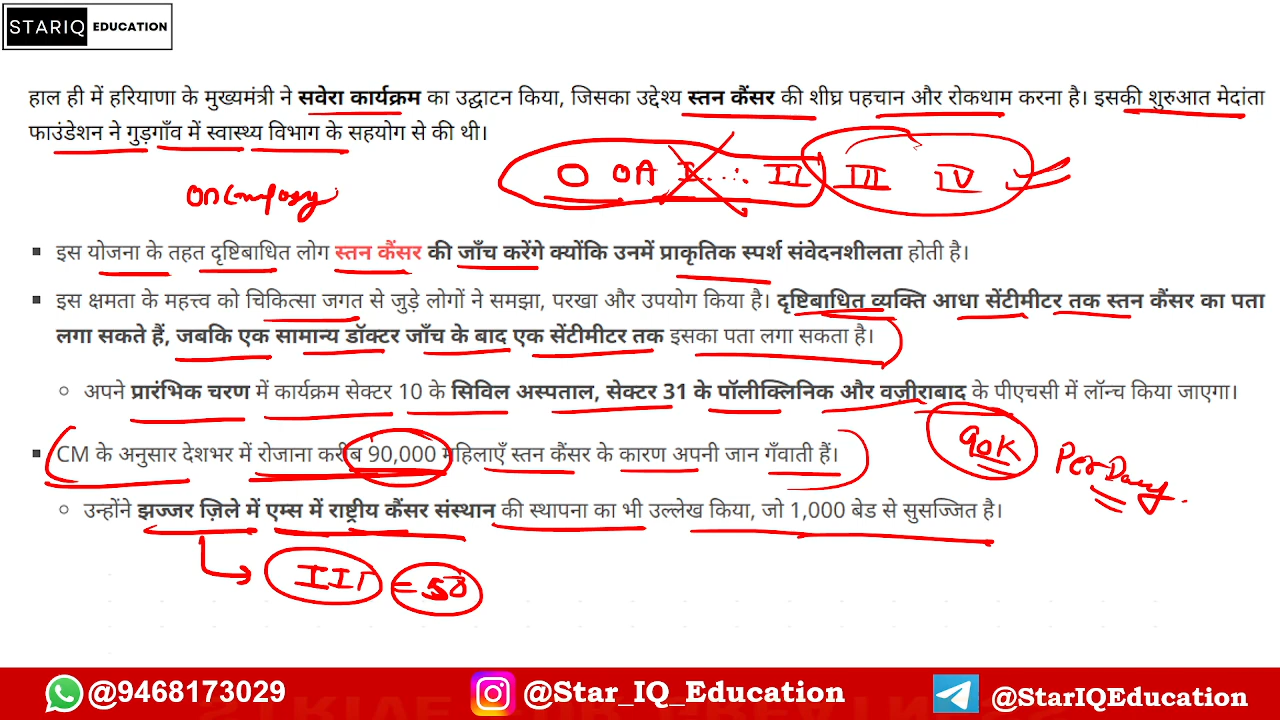 STARIQ EDUCATION
हाल ही में हरियाणा के मुख्यमंत्री ने सवेरा कार्यक्रम का उद्घाटन किया, जिसका उद्देश्य स्तन कैंसर की शीघ्र पहचान और रोकथाम करना है। इसकी शुरुआत मेदांता
फाउंडेशन ने गुड़गाँव में स्वास्थ्य विभाग के सहयोग से की थी।
O OA I ... II III IV
▪ इस योजना के तहत दृष्टिबाधित लोग स्तन कैंसर की जाँच करेंगे क्योंकि उनमें प्राकृतिक स्पर्श संवेदनशीलता होती है।
▪ इस क्षमता के महत्त्व को चिकित्सा जगत से जुड़े लोगों ने समझा, परखा और उपयोग किया है। दृष्टिबाधित व्यक्ति आधा सेंटीमीटर तक स्तन कैंसर का पता
लगा सकते हैं, जबकि एक सामान्य डॉक्टर जाँच के बाद एक सेंटीमीटर तक इसका पता लगा सकता है।
○ अपने प्रारंभिक चरण में कार्यक्रम सेक्टर 10 के सिविल अस्पताल, सेक्टर 31 के पॉलीक्लिनिक और वज़ीराबाद के पीएचसी में लॉन्च किया जाएगा।
▪ CM के अनुसार देशभर में रोजाना करीब 90,000 महिलाएँ स्तन कैंसर के कारण अपनी जान गँवाती हैं।
90K Per Day.
○ उन्होंने झज्जर ज़िले में एम्स में राष्ट्रीय कैंसर संस्थान की स्थापना का भी उल्लेख किया, जो 1,000 बेड से सुसज्जित है।
= 50
@9468173029 @Star_IQ_Education @StarIQEducation